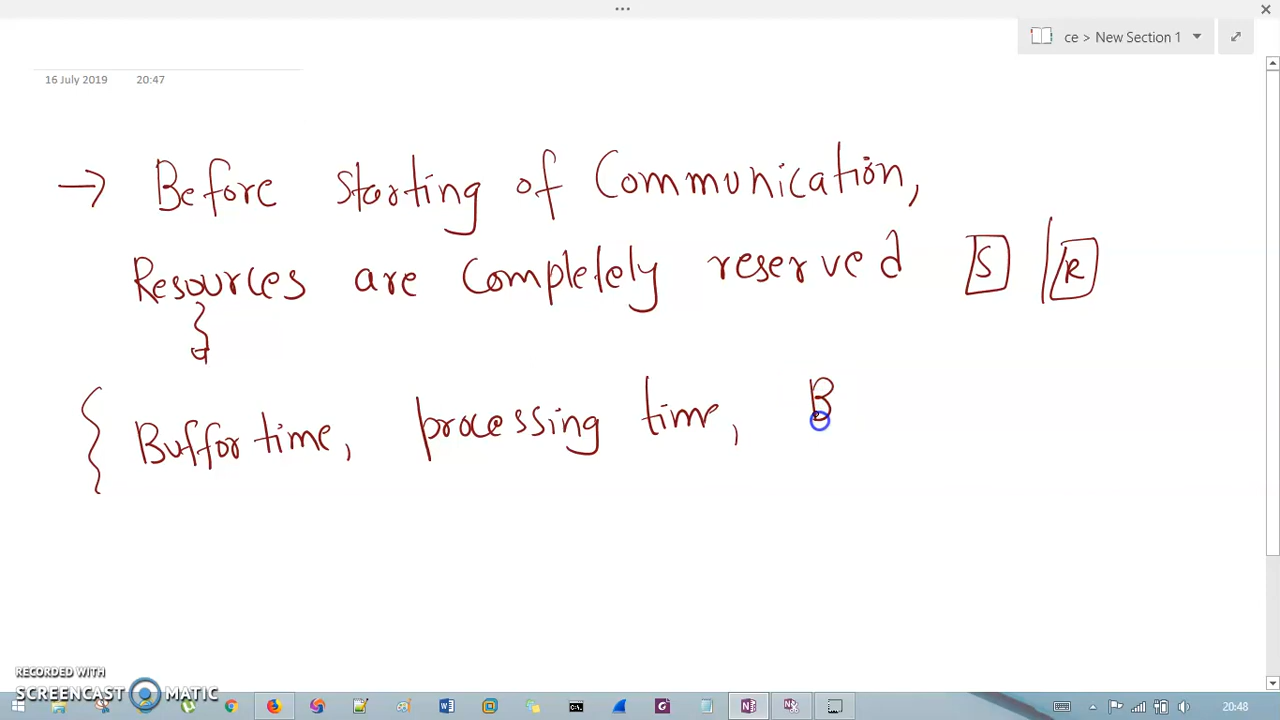 ce > New Section 1
16 July 2019 20:47
→ Before starting of Communication,
Resources are completely reserved S R
Buffor time, processing time, B
RECORDED WITH
SCREENCAST MATIC
20:48